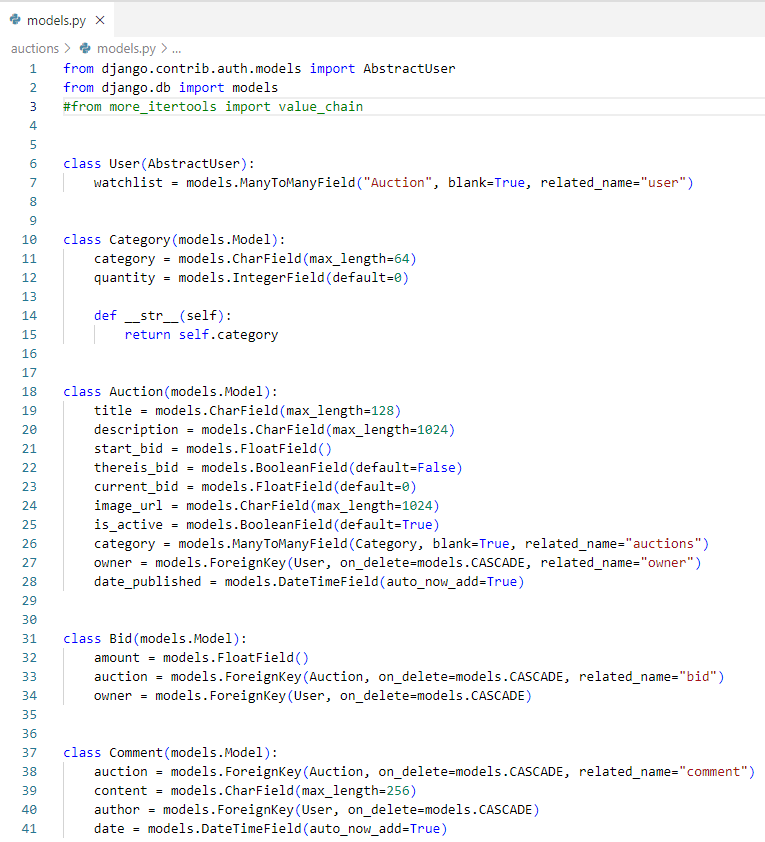 models.py ×
auctions > models.py > ...
1 from django.contrib.auth.models import AbstractUser
2 from django.db import models
3 #from more_itertools import value_chain
4
5
6 class User(AbstractUser):
7     watchlist = models.ManyToManyField("Auction", blank=True, related_name="user")
8
9
10 class Category(models.Model):
11     category = models.CharField(max_length=64)
12     quantity = models.IntegerField(default=0)
13
14     def __str__(self):
15         return self.category
16
17
18 class Auction(models.Model):
19     title = models.CharField(max_length=128)
20     description = models.CharField(max_length=1024)
21     start_bid = models.FloatField()
22     thereis_bid = models.BooleanField(default=False)
23     current_bid = models.FloatField(default=0)
24     image_url = models.CharField(max_length=1024)
25     is_active = models.BooleanField(default=True)
26     category = models.ManyToManyField(Category, blank=True, related_name="auctions")
27     owner = models.ForeignKey(User, on_delete=models.CASCADE, related_name="owner")
28     date_published = models.DateTimeField(auto_now_add=True)
29
30
31 class Bid(models.Model):
32     amount = models.FloatField()
33     auction = models.ForeignKey(Auction, on_delete=models.CASCADE, related_name="bid")
34     owner = models.ForeignKey(User, on_delete=models.CASCADE)
35
36
37 class Comment(models.Model):
38     auction = models.ForeignKey(Auction, on_delete=models.CASCADE, related_name="comment")
39     content = models.CharField(max_length=256)
40     author = models.ForeignKey(User, on_delete=models.CASCADE)
41     date = models.DateTimeField(auto_now_add=True)